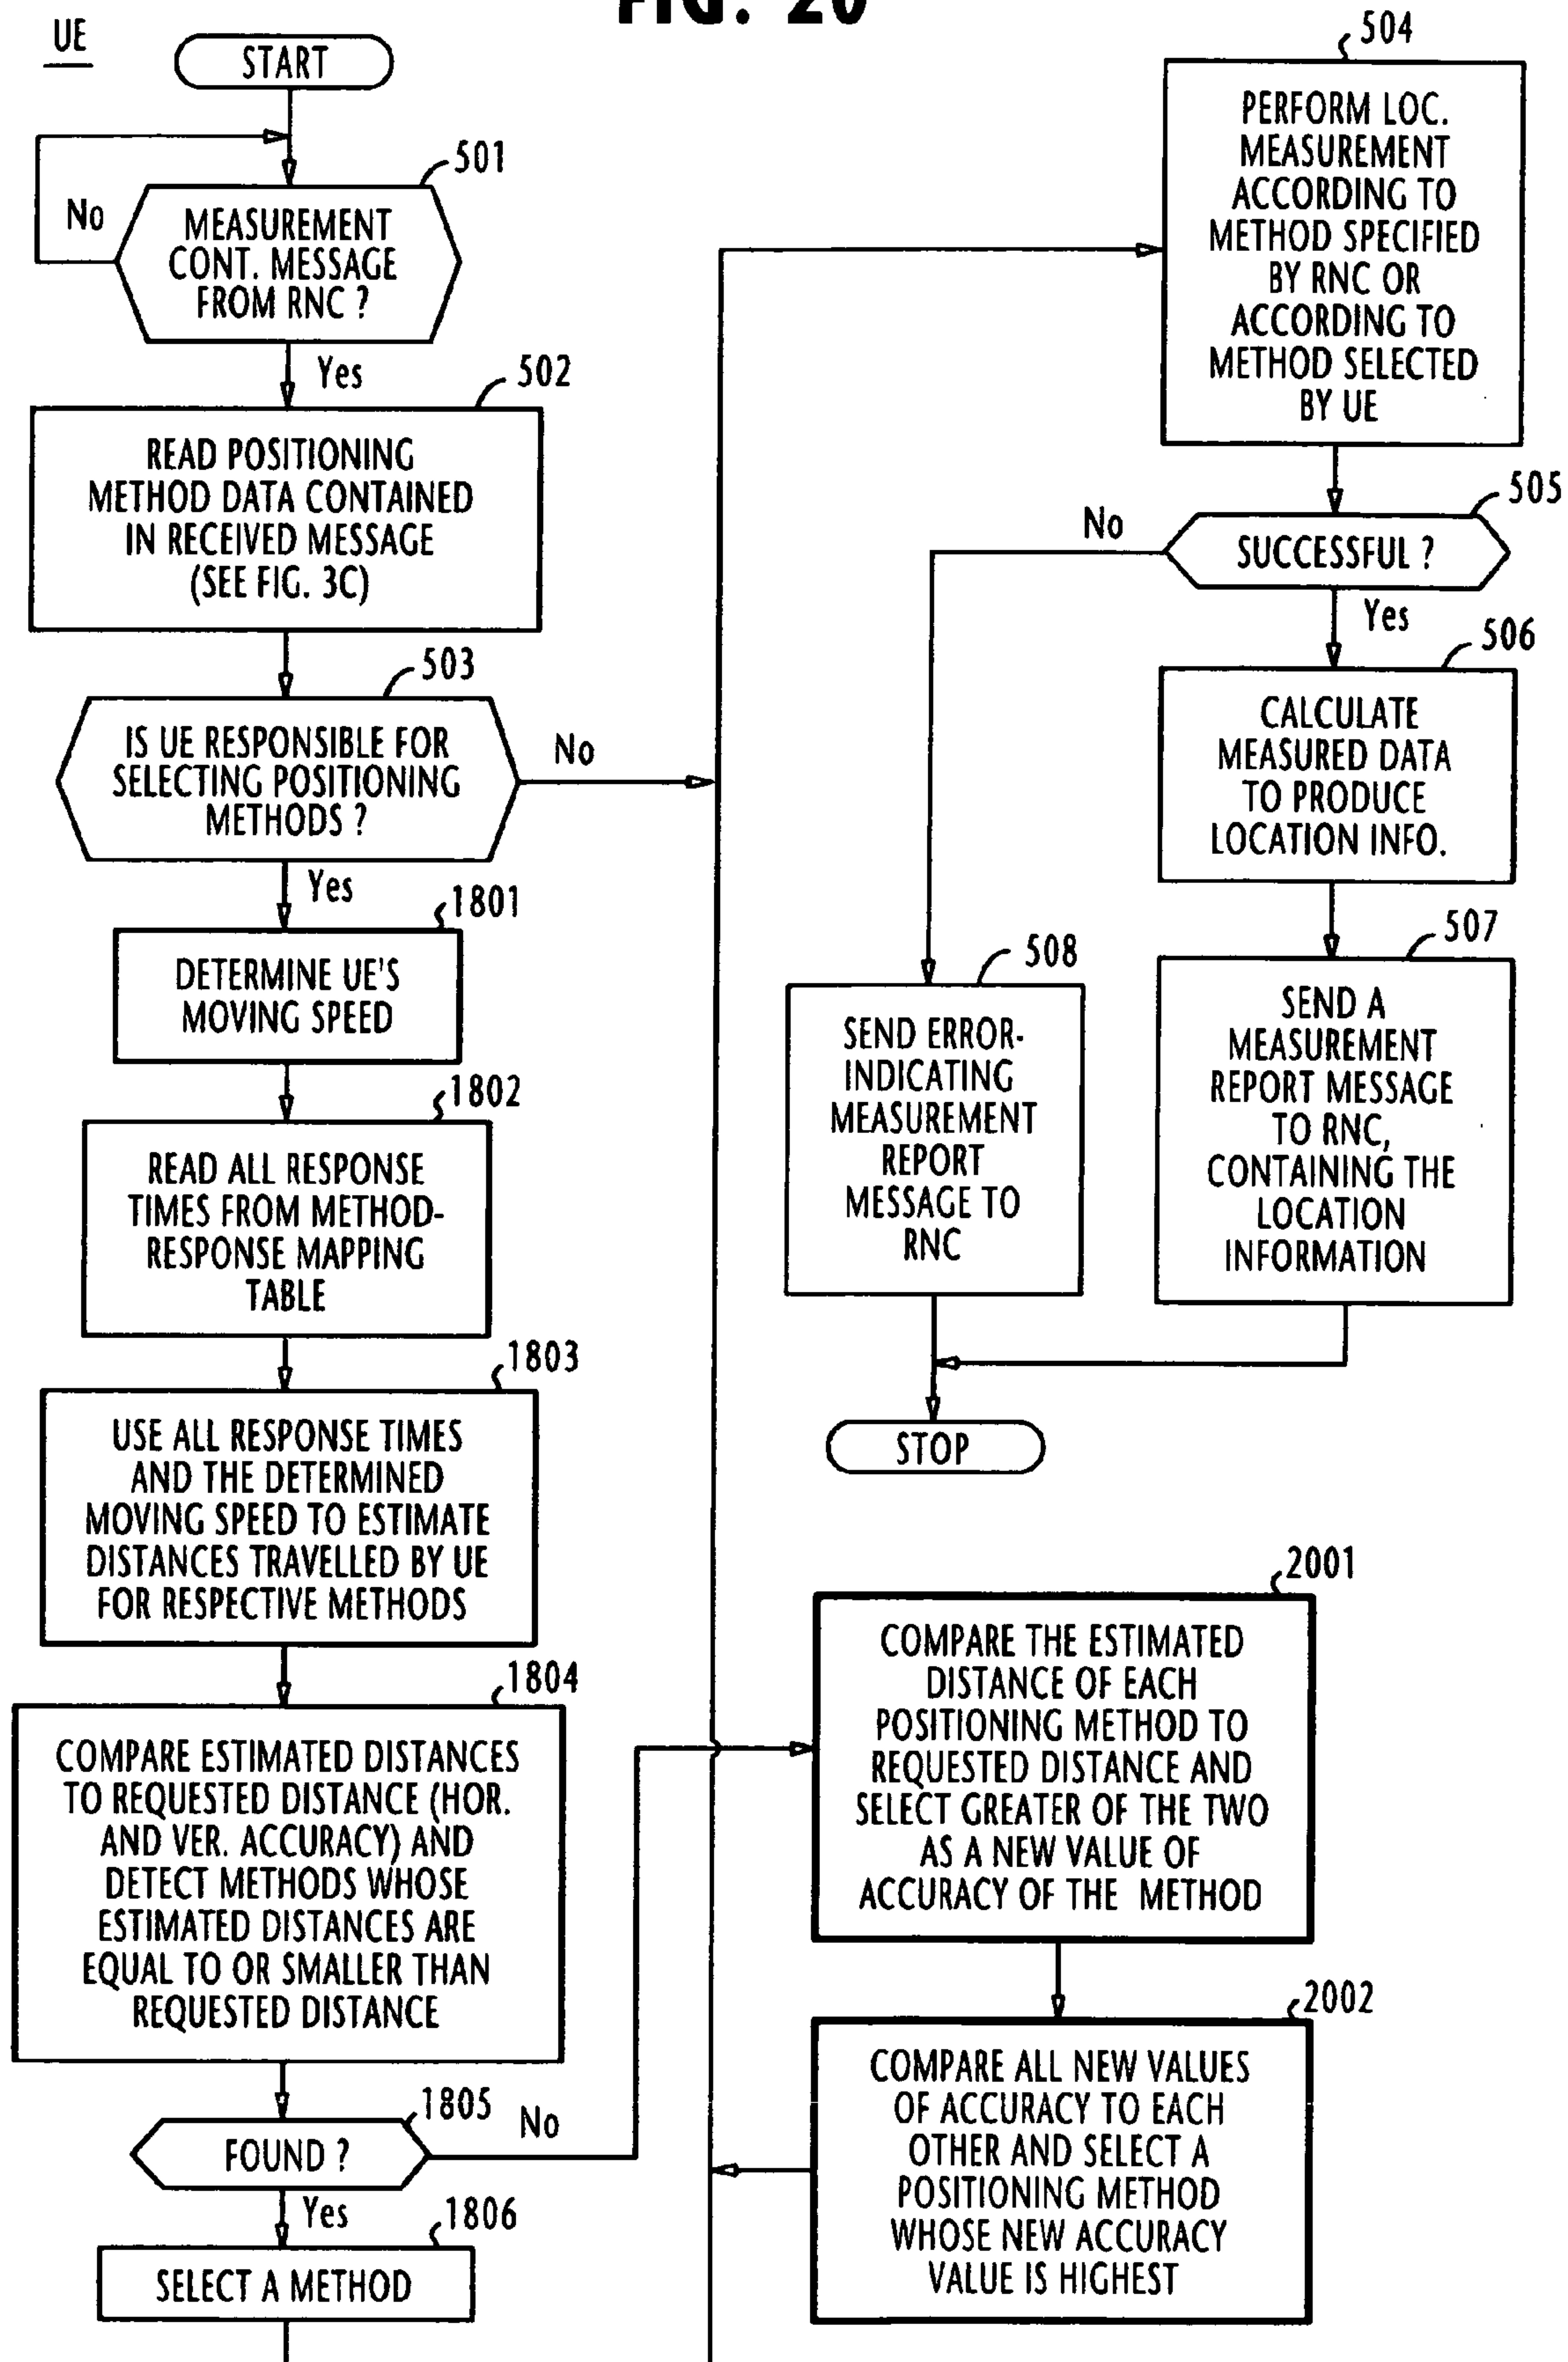 FIG. 20
UE
START
501
No
MEASUREMENT
CONT. MESSAGE
FROM RNC ?
Yes
502
READ POSITIONING
METHOD DATA CONTAINED
IN RECEIVED MESSAGE
(SEE FIG. 3C)
503
IS UE RESPONSIBLE FOR
SELECTING POSITIONING
METHODS ?
No
Yes
1801
DETERMINE UE'S
MOVING SPEED
1802
READ ALL RESPONSE
TIMES FROM METHOD-
RESPONSE MAPPING
TABLE
1803
USE ALL RESPONSE TIMES
AND THE DETERMINED
MOVING SPEED TO ESTIMATE
DISTANCES TRAVELLED BY UE
FOR RESPECTIVE METHODS
1804
COMPARE ESTIMATED DISTANCES
TO REQUESTED DISTANCE (HOR.
AND VER. ACCURACY) AND
DETECT METHODS WHOSE
ESTIMATED DISTANCES ARE
EQUAL TO OR SMALLER THAN
REQUESTED DISTANCE
1805
No
FOUND ?
Yes
1806
SELECT A METHOD
504
PERFORM LOC.
MEASUREMENT
ACCORDING TO
METHOD SPECIFIED
BY RNC OR
ACCORDING TO
METHOD SELECTED
BY UE
505
No
SUCCESSFUL ?
Yes
506
CALCULATE
MEASURED DATA
TO PRODUCE
LOCATION INFO.
507
SEND A
MEASUREMENT
REPORT MESSAGE
TO RNC,
CONTAINING THE
LOCATION
INFORMATION
508
SEND ERROR-
INDICATING
MEASUREMENT
REPORT
MESSAGE TO
RNC
STOP
2001
COMPARE THE ESTIMATED
DISTANCE OF EACH
POSITIONING METHOD TO
REQUESTED DISTANCE AND
SELECT GREATER OF THE TWO
AS A NEW VALUE OF
ACCURACY OF THE METHOD
2002
COMPARE ALL NEW VALUES
OF ACCURACY TO EACH
OTHER AND SELECT A
POSITIONING METHOD
WHOSE NEW ACCURACY
VALUE IS HIGHEST